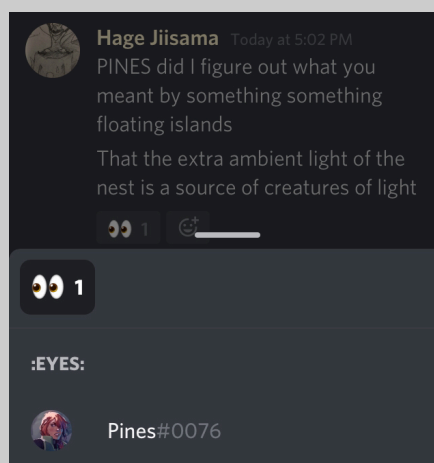 Hage Jiisama Today at 5:02 PM
PINES did I figure out what you
meant by something something
floating islands
That the extra ambient light of the
nest is a source of creatures of light
👀 1
👀 1
:EYES:
Pines#0076